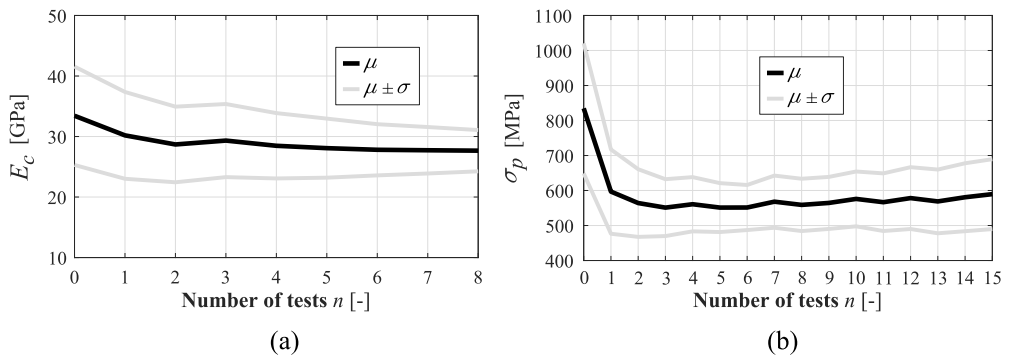 50
40
30
20
10
E_c [GPa]
μ
μ ± σ
0 1 2 3 4 5 6 7 8
Number of tests n [-]
(a)
1100
1000
900
800
700
600
500
400
σ_p [MPa]
μ
μ ± σ
0 1 2 3 4 5 6 7 8 9 10 11 12 13 14 15
Number of tests n [-]
(b)